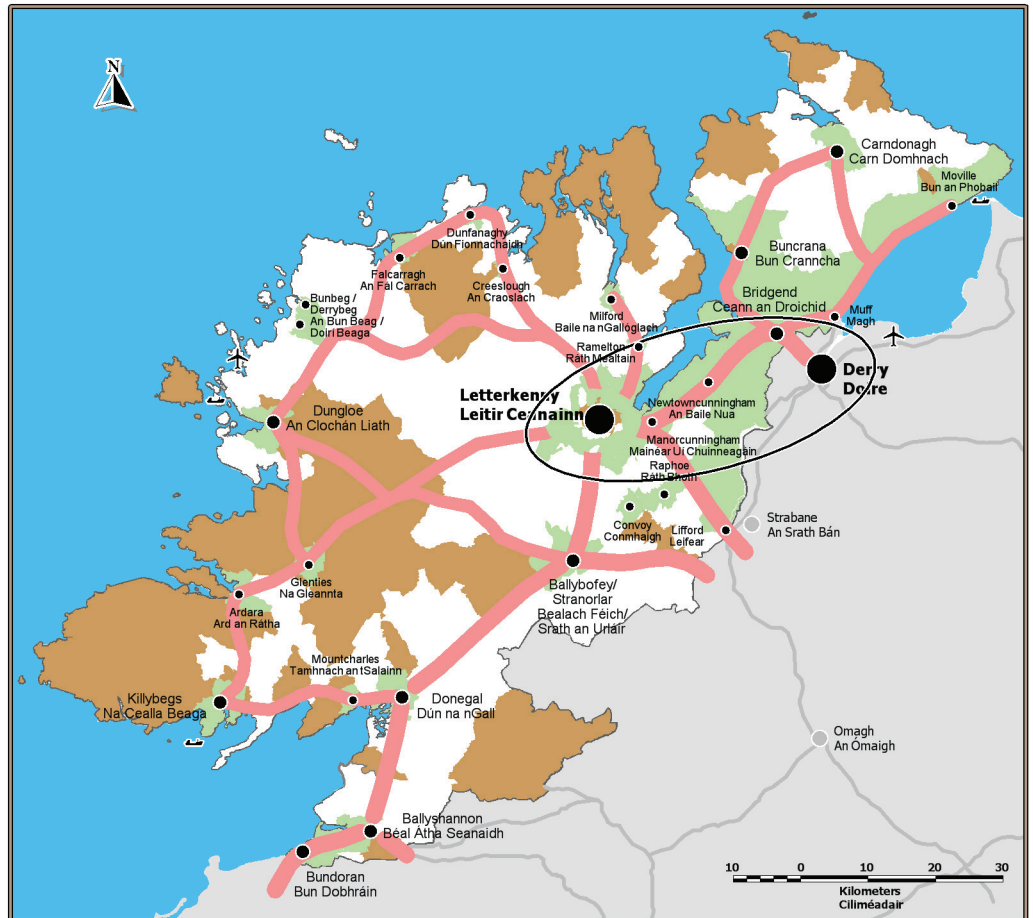 N
Carndonagh
Carn Domhnach
Moville
Bun an Phobail
Dunfanaghy
Dún Fionnachaidh
Falcarragh
An Fál Carrach
Creeslough
An Craoslach
Buncrana
Bun Cranncha
Bridgend
Ceann an Droichid
Bunbeg /
Derrybeg
An Bun Beag /
Doirí Beaga
Milford
Baile na nGallóglach
Muff
Magh
Ramelton
Ráth Mealtain
Derry
Doire
Letterkenny
Leitir Ceanainn
Newtowncunningham
An Baile Nua
Dungloe
An Clochán Liath
Manorcunningham
Mainéar Uí Chuinneagáin
Raphoe
Ráth Bhoth
Convoy
Conmhaigh
Lifford
Leifear
Strabane
An Srath Bán
Glenties
Na Gleannta
Ballybofey/
Stranorlar
Bealach Féich/
Srath an Urláir
Ardara
Ard an Rátha
Mountcharles
Tamhnach an tSalainn
Killybegs
Na Cealla Beaga
Donegal
Dún na nGall
Omagh
An Ómaigh
Ballyshannon
Béal Átha Seanaidh
Bundoran
Bun Dobhráin
10 0 10 20 30
Kilometers
Ciliméadair